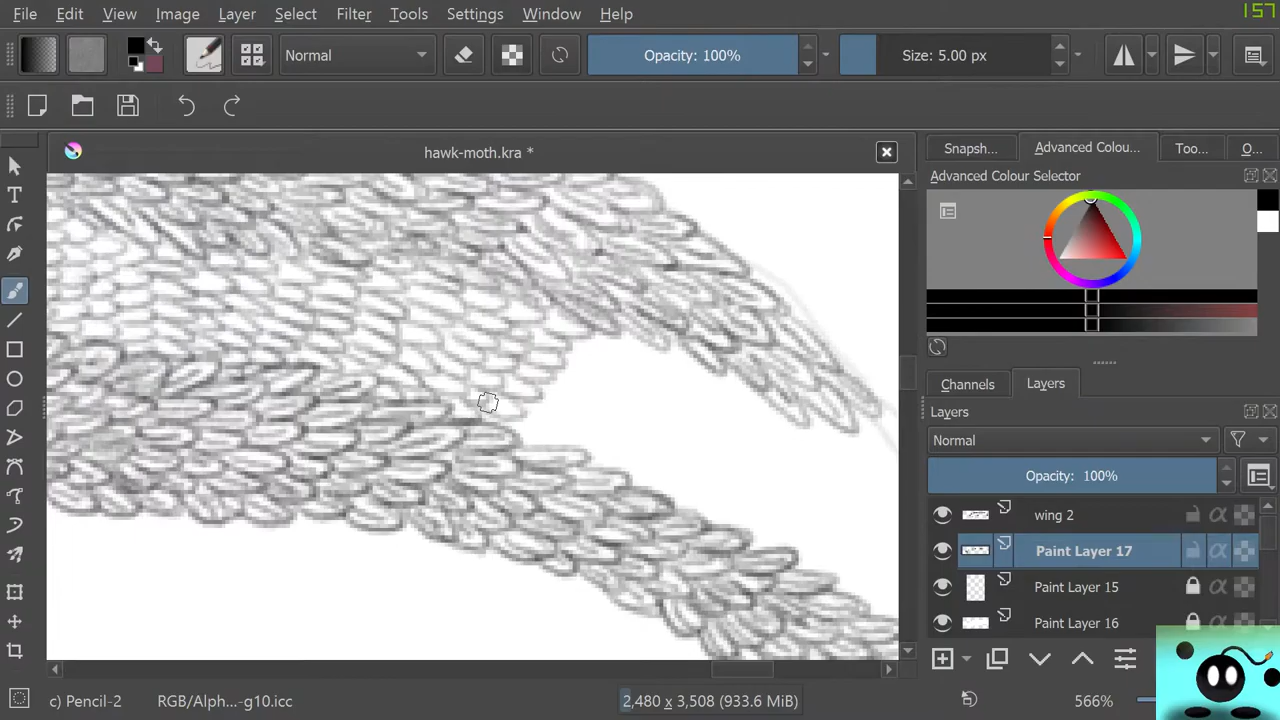 157
File Edit View Image Layer Select Filter Tools Settings Window Help
Normal Opacity: 100% Size: 5.00 px
hawk-moth.kra *
Snapsh... Advanced Colou... Too... O...
Advanced Colour Selector
Channels Layers
Layers
Normal
Opacity: 100%
wing 2
Paint Layer 17
Paint Layer 15
Paint Layer 16
c) Pencil-2 RGB/Alph...-g10.icc 2,480 x 3,508 (933.6 MiB) 566%